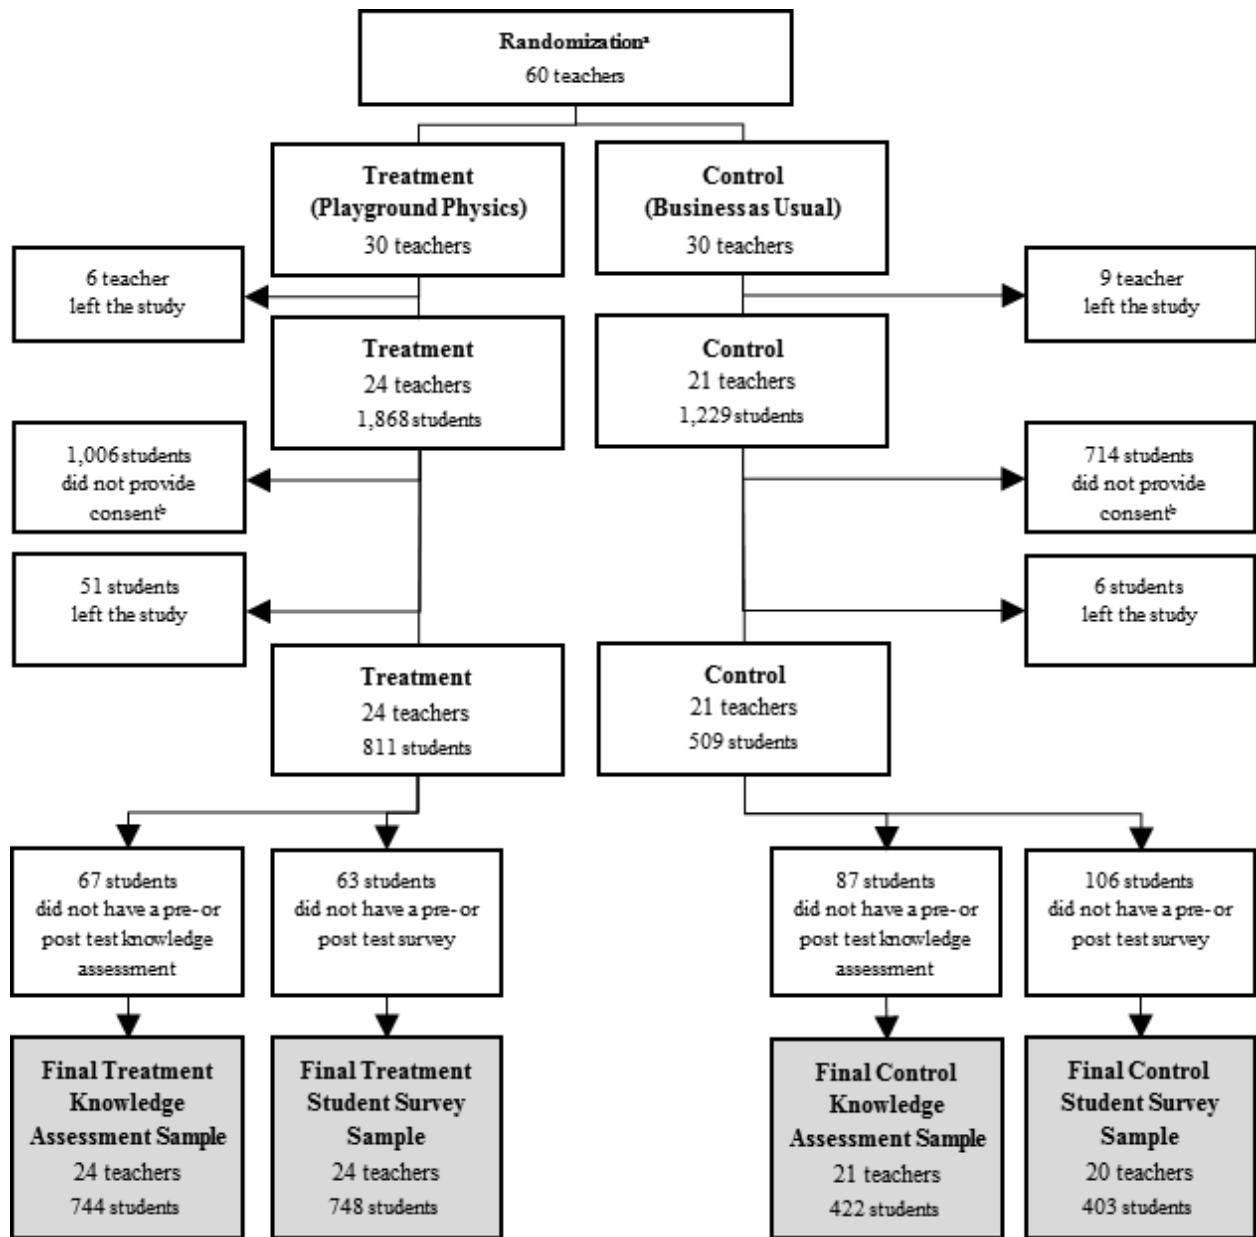 Randomizationᵃ
60 teachers
Treatment
(Playground Physics)
30 teachers
Control
(Business as Usual)
30 teachers
6 teacher
left the study
9 teacher
left the study
Treatment
24 teachers
1,868 students
Control
21 teachers
1,229 students
1,006 students
did not provide
consentᵇ
714 students
did not provide
consentᵇ
51 students
left the study
6 students
left the study
Treatment
24 teachers
811 students
Control
21 teachers
509 students
67 students
did not have a pre- or
post test knowledge
assessment
63 students
did not have a pre- or
post test survey
87 students
did not have a pre- or
post test knowledge
assessment
106 students
did not have a pre- or
post test survey
Final Treatment
Knowledge
Assessment Sample
24 teachers
744 students
Final Treatment
Student Survey
Sample
24 teachers
748 students
Final Control
Knowledge
Assessment Sample
21 teachers
422 students
Final Control
Student Survey
Sample
20 teachers
403 students